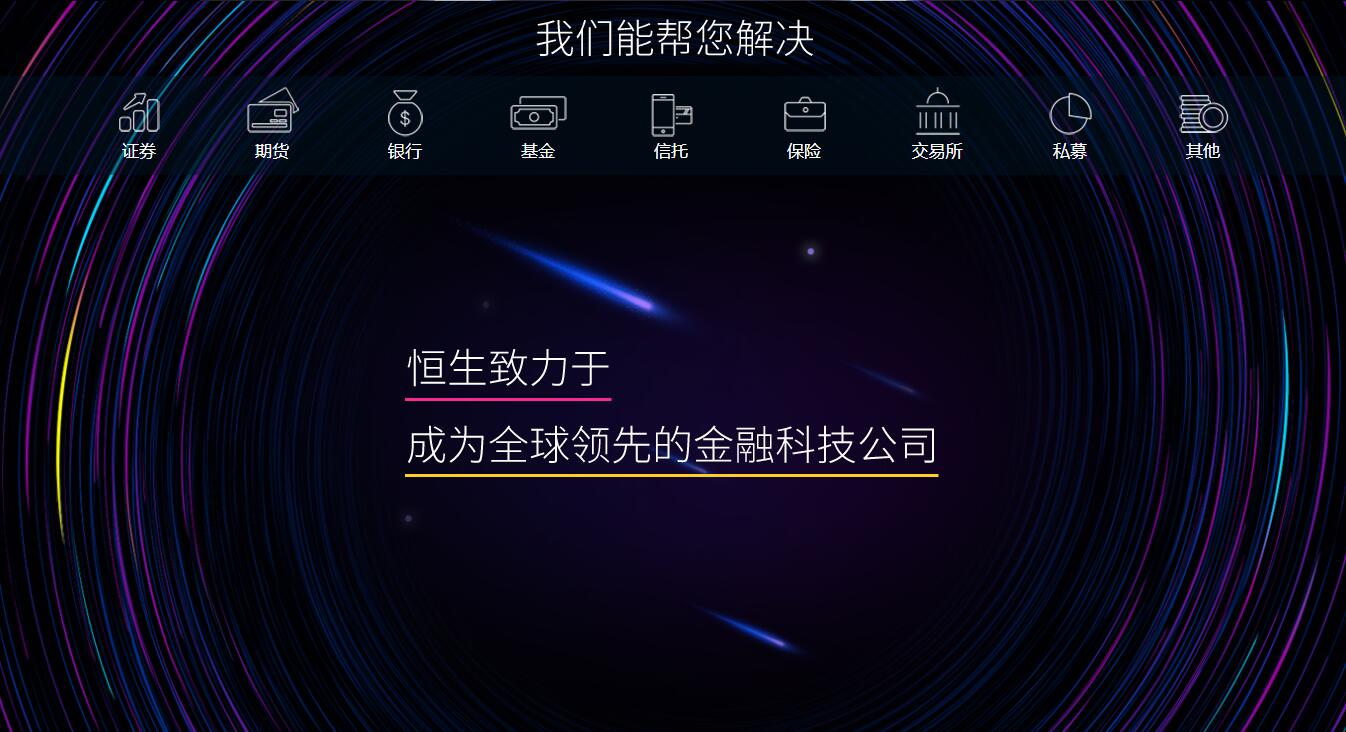 我们能帮您解决
证券 期货 银行 基金 信托 保险 交易所 私募 其他
恒生致力于
成为全球领先的金融科技公司